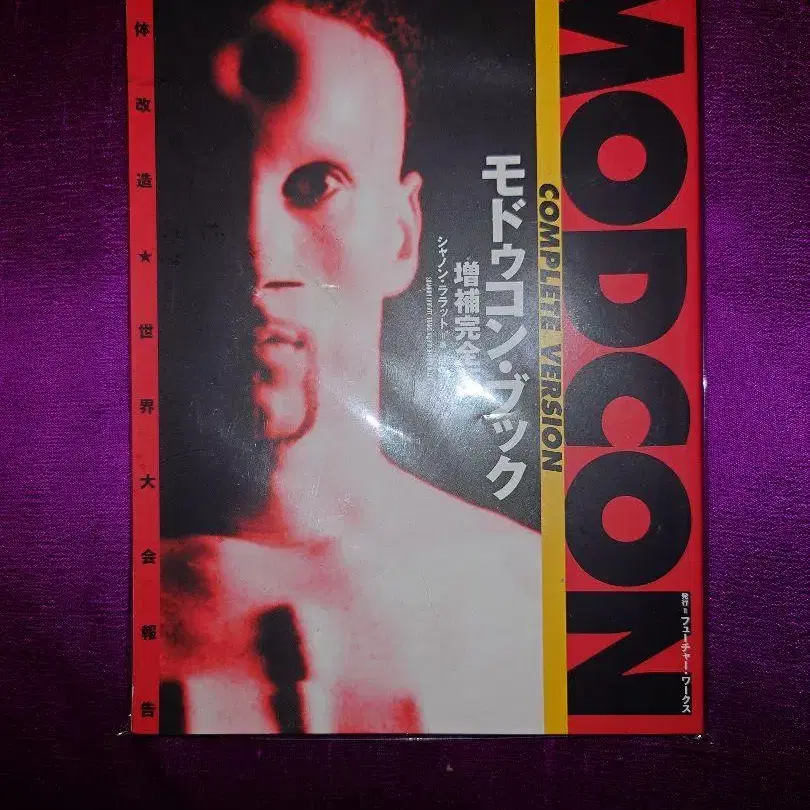 MODCON
COMPLETE VERSION
モドゥコン・ブック
増補完全
シャノン・ララット
体改造★世界大会報告
発行=フューチャー・ワークス